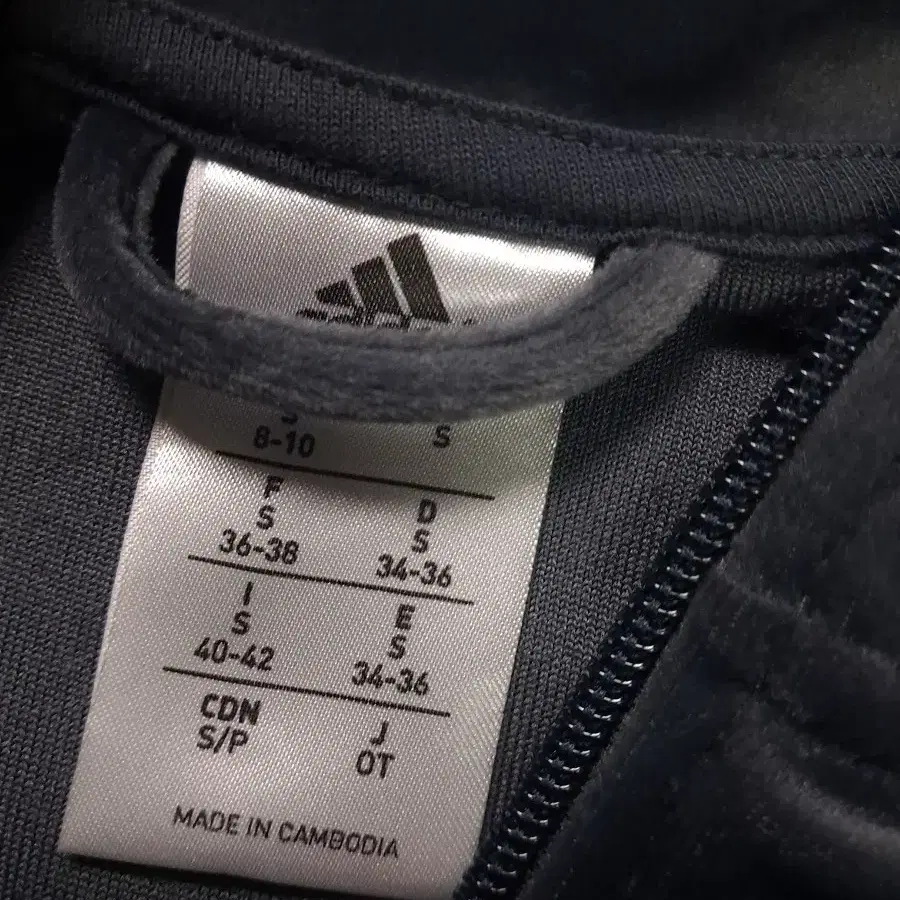 8-10
S
F
S
36-38
D
S
34-36
I
S
40-42
E
S
34-36
CDN
S/P
J
OT
MADE IN CAMBODIA